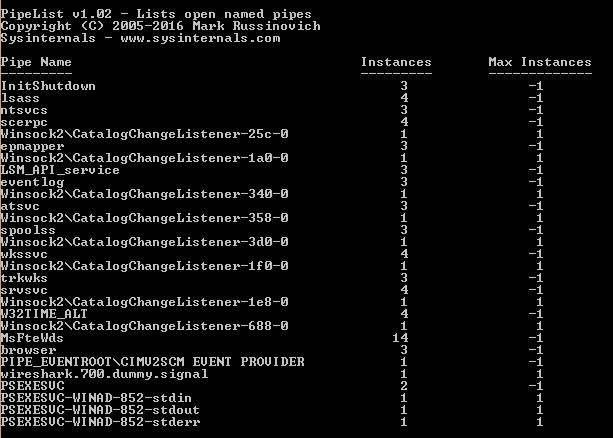 PipeList v1.02 - Lists open named pipes
Copyright (C) 2005-2016 Mark Russinovich
Sysinternals - www.sysinternals.com
Pipe Name Instances Max Instances
--------- --------- -------------
InitShutdown 3 -1
lsass 4 -1
ntsvcs 3 -1
scerpc 4 -1
Winsock2\CatalogChangeListener-25c-0 1 1
epmapper 3 -1
Winsock2\CatalogChangeListener-1a0-0 1 1
LSM_API_service 3 -1
eventlog 3 -1
Winsock2\CatalogChangeListener-340-0 1 1
atsvc 3 -1
Winsock2\CatalogChangeListener-358-0 1 1
spoolss 3 -1
Winsock2\CatalogChangeListener-3d0-0 1 1
wkssvc 4 -1
Winsock2\CatalogChangeListener-1f0-0 1 1
trkwks 3 -1
srvsvc 4 -1
Winsock2\CatalogChangeListener-1e8-0 1 1
W32TIME_ALT 4 -1
Winsock2\CatalogChangeListener-688-0 1 1
MsFteWds 14 -1
browser 3 -1
PIPE_EVENTROOT\CIMV2SCM EVENT PROVIDER 1 -1
wireshark.700.dummy.signal 1 1
PSEXESVC 2 -1
PSEXESVC-WINAD-852-stdin 1 1
PSEXESVC-WINAD-852-stdout 1 1
PSEXESVC-WINAD-852-stderr 1 1